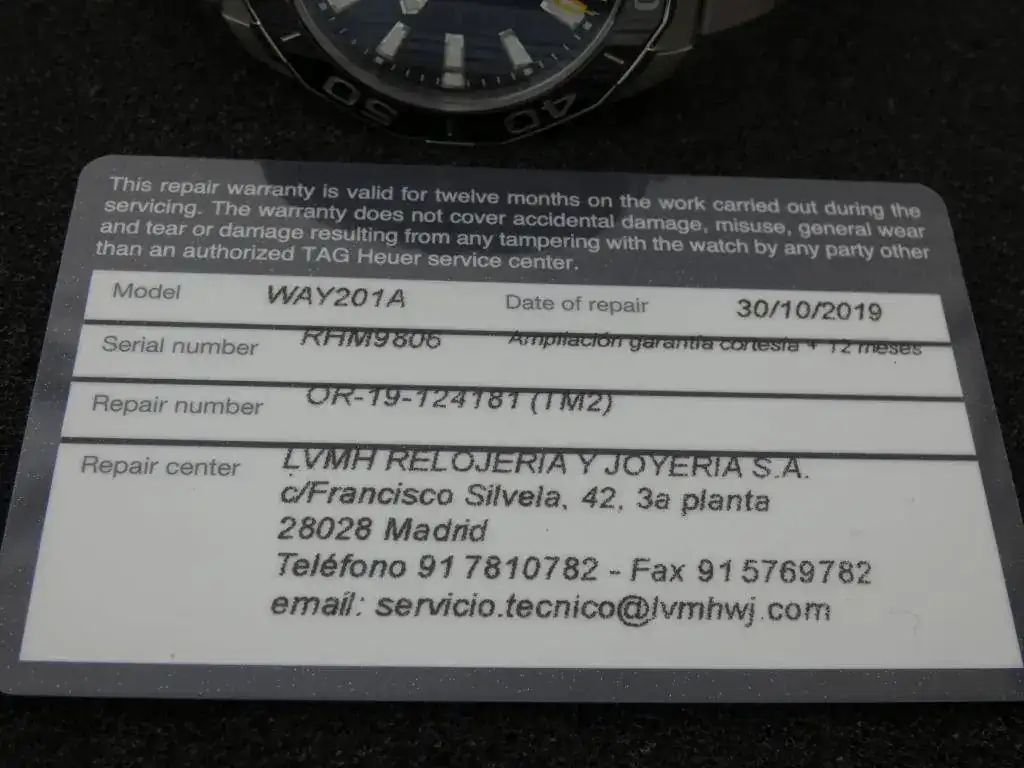 50
40
This repair warranty is valid for twelve months on the work carried out during the
servicing. The warranty does not cover accidental damage, misuse, general wear
and tear or damage resulting from any tampering with the watch by any party other
than an authorized TAG Heuer service center.
Model WAY201A Date of repair 30/10/2019
Serial number RHM9806 Ampliación garantía cortesía + 12 meses
Repair number OR-19-124181 (TM2)
Repair center LVMH RELOJERIA Y JOYERIA S.A.
c/Francisco Silvela, 42, 3a planta
28028 Madrid
Teléfono 91 7810782 - Fax 91 5769782
email: servicio.tecnico@lvmhwj.com